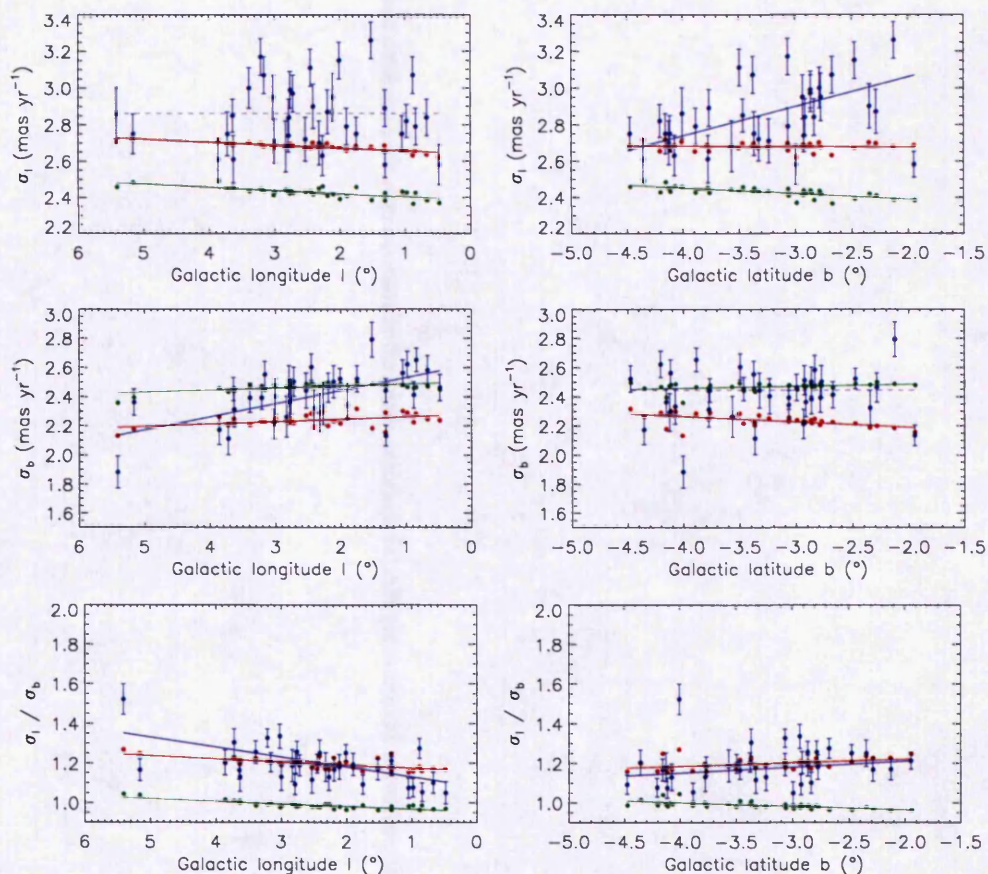 3.4
3.2
3.0
2.8
2.6
2.4
2.2
σl (mas yr⁻¹)
6 5 4 3 2 1 0
Galactic longitude l (°)
3.4
3.2
3.0
2.8
2.6
2.4
2.2
σl (mas yr⁻¹)
−5.0 −4.5 −4.0 −3.5 −3.0 −2.5 −2.0 −1.5
Galactic latitude b (°)
3.0
2.8
2.6
2.4
2.2
2.0
1.8
1.6
σb (mas yr⁻¹)
6 5 4 3 2 1 0
Galactic longitude l (°)
3.0
2.8
2.6
2.4
2.2
2.0
1.8
1.6
σb (mas yr⁻¹)
−5.0 −4.5 −4.0 −3.5 −3.0 −2.5 −2.0 −1.5
Galactic latitude b (°)
2.0
1.8
1.6
1.4
1.2
1.0
σl / σb
6 5 4 3 2 1 0
Galactic longitude l (°)
2.0
1.8
1.6
1.4
1.2
1.0
σl / σb
−5.0 −4.5 −4.0 −3.5 −3.0 −2.5 −2.0 −1.5
Galactic latitude b (°)